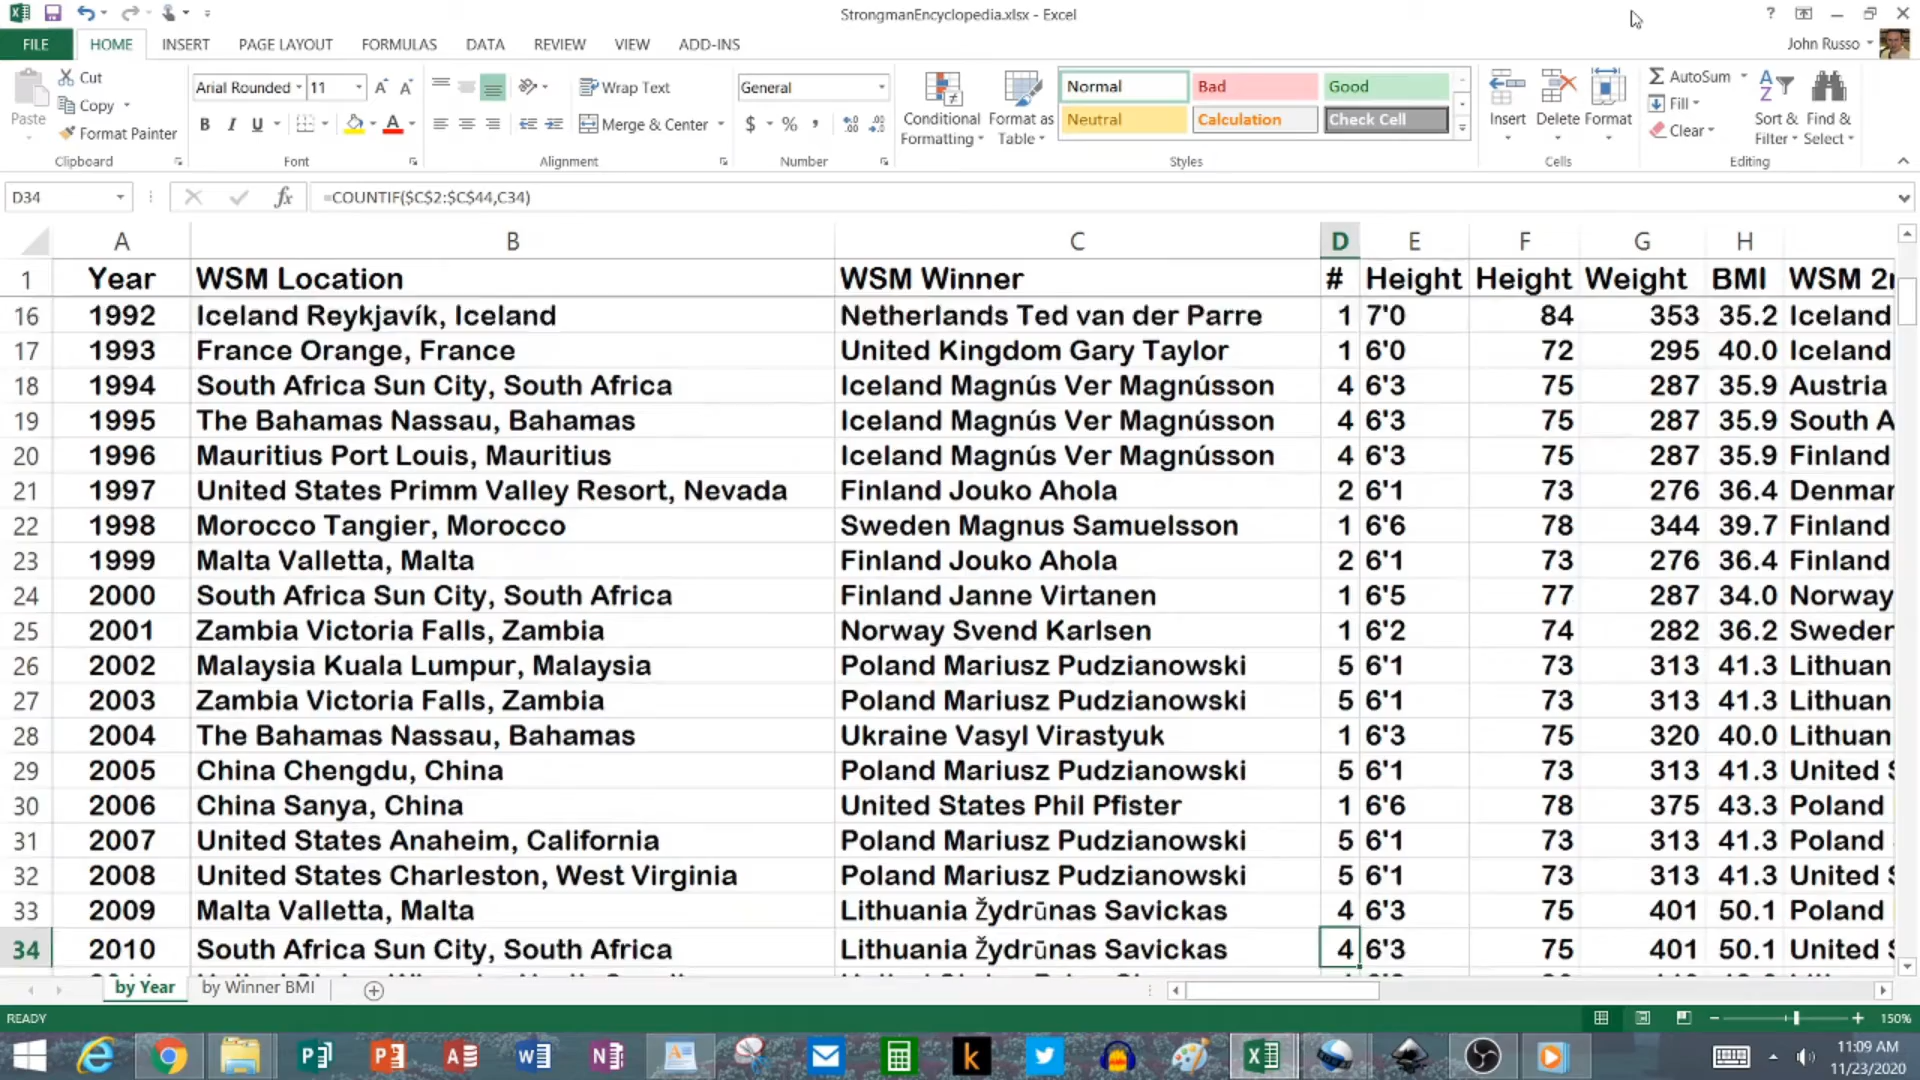 StrongmanEncyclopedia.xlsx - Excel
FILE HOME INSERT PAGE LAYOUT FORMULAS DATA REVIEW VIEW ADD-INS John Russo
Cut
Copy
Format Painter
Paste
Clipboard
Arial Rounded 11
B I U
Font
Wrap Text
Merge & Center
Alignment
General
$ % ,
Number
Conditional Formatting
Format as Table
Normal Bad Good
Neutral Calculation Check Cell
Styles
Insert Delete Format
Cells
AutoSum
Fill
Clear
Sort & Filter
Find & Select
Editing
D34 fx =COUNTIF($C$2:$C$44,C34)
A B C D E F G H
1 Year WSM Location WSM Winner # Height Height Weight BMI WSM 2
16 1992 Iceland Reykjavík, Iceland Netherlands Ted van der Parre 1 7'0 84 353 35.2 Iceland
17 1993 France Orange, France United Kingdom Gary Taylor 1 6'0 72 295 40.0 Iceland
18 1994 South Africa Sun City, South Africa Iceland Magnús Ver Magnússon 4 6'3 75 287 35.9 Austria
19 1995 The Bahamas Nassau, Bahamas Iceland Magnús Ver Magnússon 4 6'3 75 287 35.9 South A
20 1996 Mauritius Port Louis, Mauritius Iceland Magnús Ver Magnússon 4 6'3 75 287 35.9 Finland
21 1997 United States Primm Valley Resort, Nevada Finland Jouko Ahola 2 6'1 73 276 36.4 Denmar
22 1998 Morocco Tangier, Morocco Sweden Magnus Samuelsson 1 6'6 78 344 39.7 Finland
23 1999 Malta Valletta, Malta Finland Jouko Ahola 2 6'1 73 276 36.4 Finland
24 2000 South Africa Sun City, South Africa Finland Janne Virtanen 1 6'5 77 287 34.0 Norway
25 2001 Zambia Victoria Falls, Zambia Norway Svend Karlsen 1 6'2 74 282 36.2 Sweden
26 2002 Malaysia Kuala Lumpur, Malaysia Poland Mariusz Pudzianowski 5 6'1 73 313 41.3 Lithuan
27 2003 Zambia Victoria Falls, Zambia Poland Mariusz Pudzianowski 5 6'1 73 313 41.3 Lithuan
28 2004 The Bahamas Nassau, Bahamas Ukraine Vasyl Virastyuk 1 6'3 75 320 40.0 Lithuan
29 2005 China Chengdu, China Poland Mariusz Pudzianowski 5 6'1 73 313 41.3 United S
30 2006 China Sanya, China United States Phil Pfister 1 6'6 78 375 43.3 Poland
31 2007 United States Anaheim, California Poland Mariusz Pudzianowski 5 6'1 73 313 41.3 Poland
32 2008 United States Charleston, West Virginia Poland Mariusz Pudzianowski 5 6'1 73 313 41.3 United S
33 2009 Malta Valletta, Malta Lithuania Žydrūnas Savickas 4 6'3 75 401 50.1 Poland
34 2010 South Africa Sun City, South Africa Lithuania Žydrūnas Savickas 4 6'3 75 401 50.1 United
by Year by Winner BMI
READY 150%
11:09 AM
11/23/2020